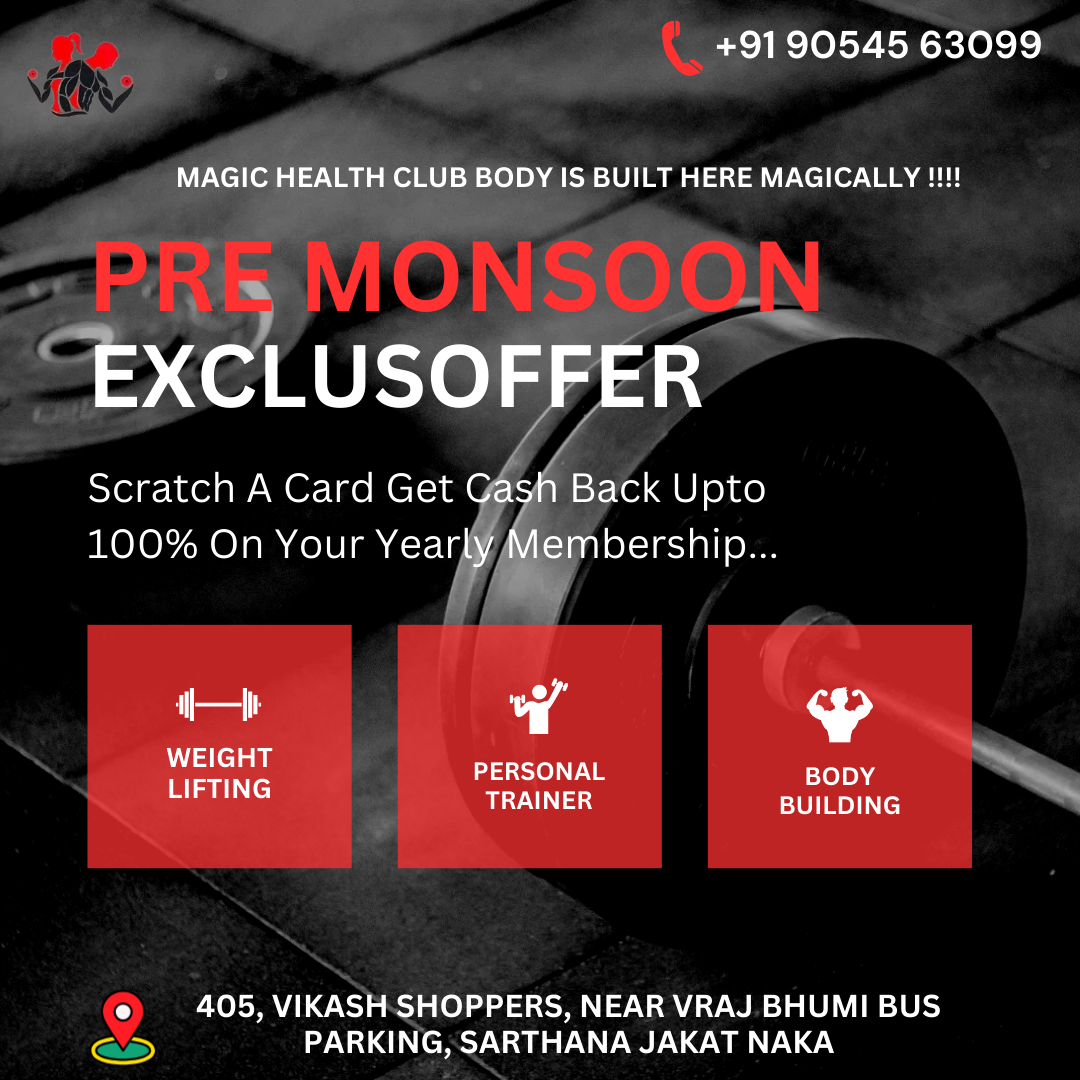 +91 90545 63099
MAGIC HEALTH CLUB BODY IS BUILT HERE MAGICALLY !!!!
PRE MONSOON
EXCLUSOFFER
Scratch A Card Get Cash Back Upto
100% On Your Yearly Membership...
WEIGHT
LIFTING
PERSONAL
TRAINER
BODY
BUILDING
405, VIKASH SHOPPERS, NEAR VRAJ BHUMI BUS
PARKING, SARTHANA JAKAT NAKA